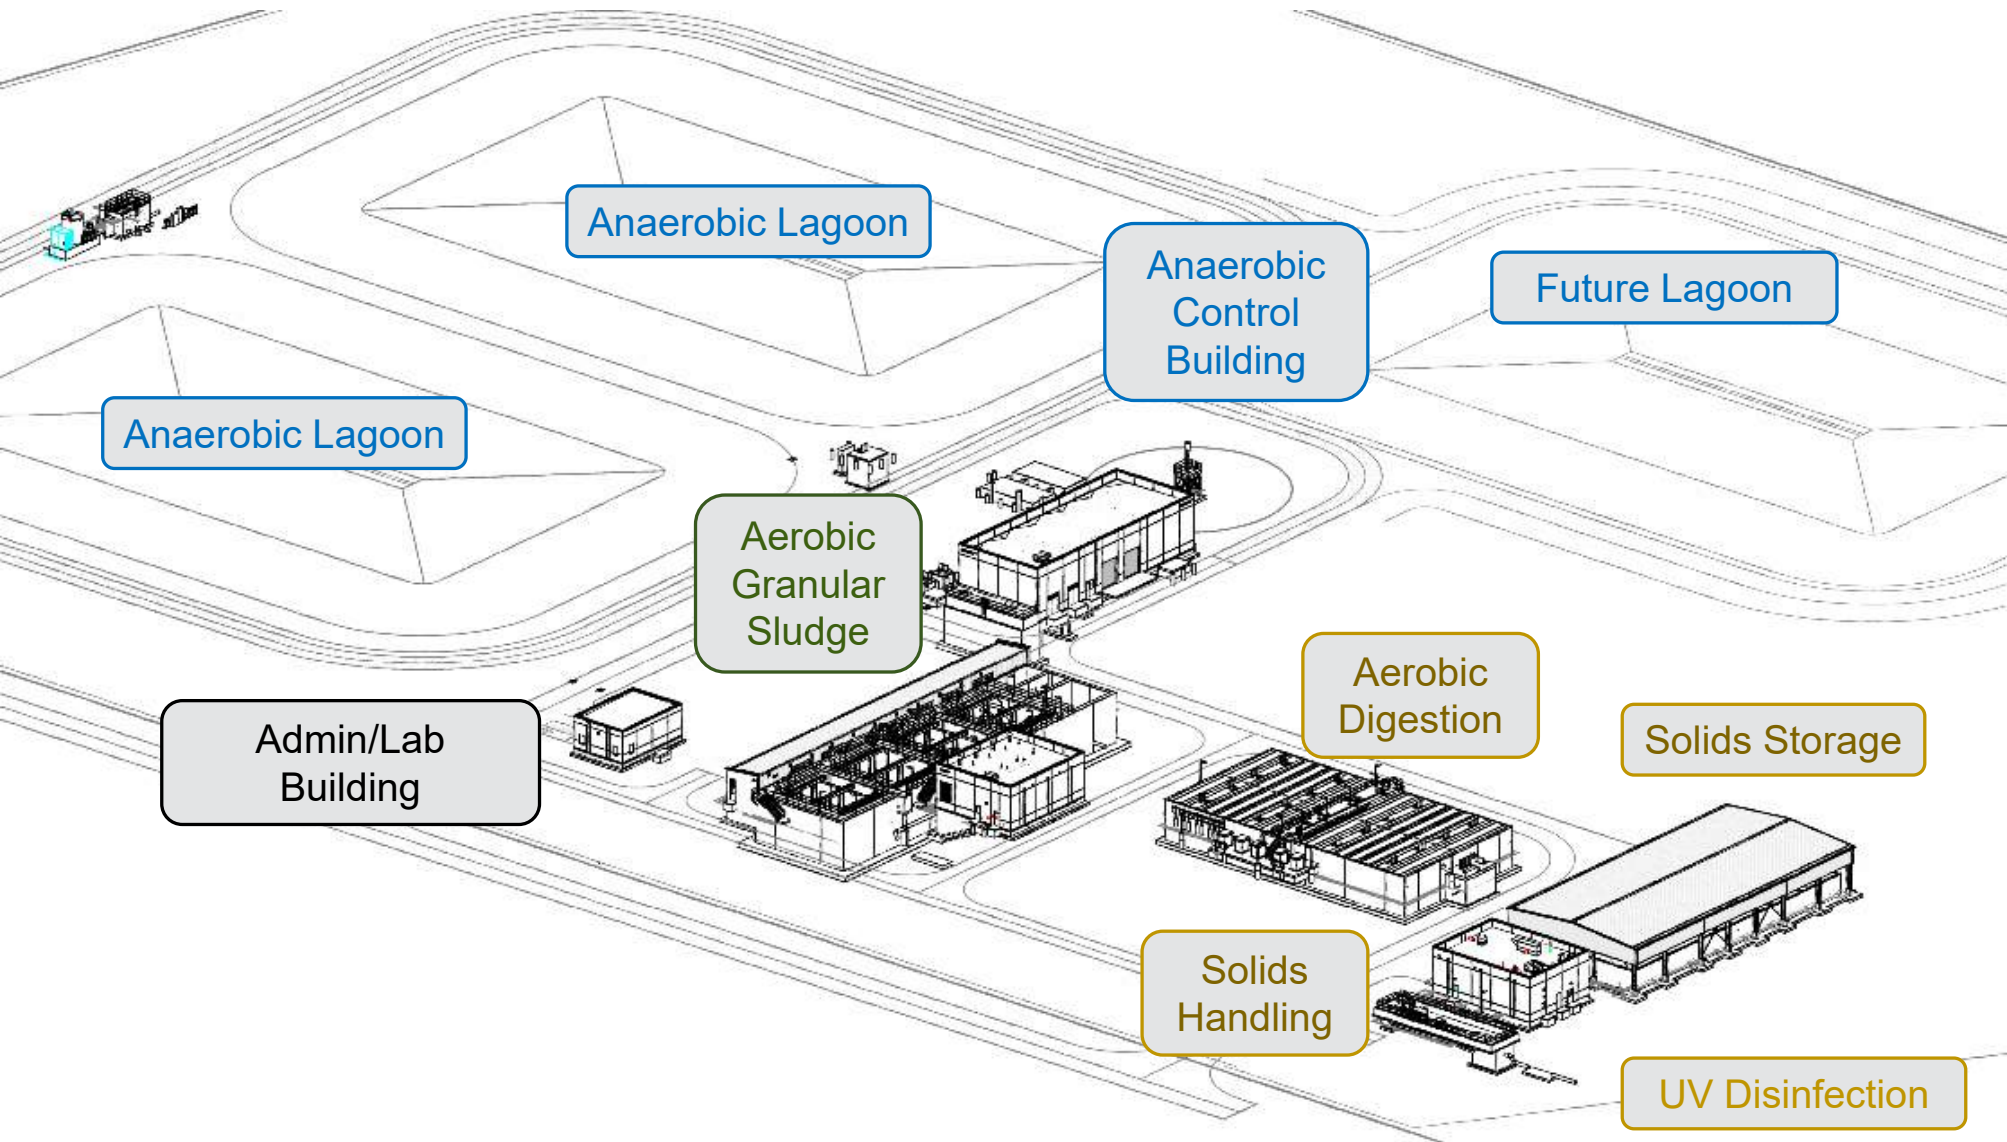 Anaerobic Lagoon
Anaerobic
Control
Building
Future Lagoon
Anaerobic Lagoon
Aerobic
Granular
Sludge
Admin/Lab
Building
Aerobic
Digestion
Solids Storage
Solids
Handling
UV Disinfection